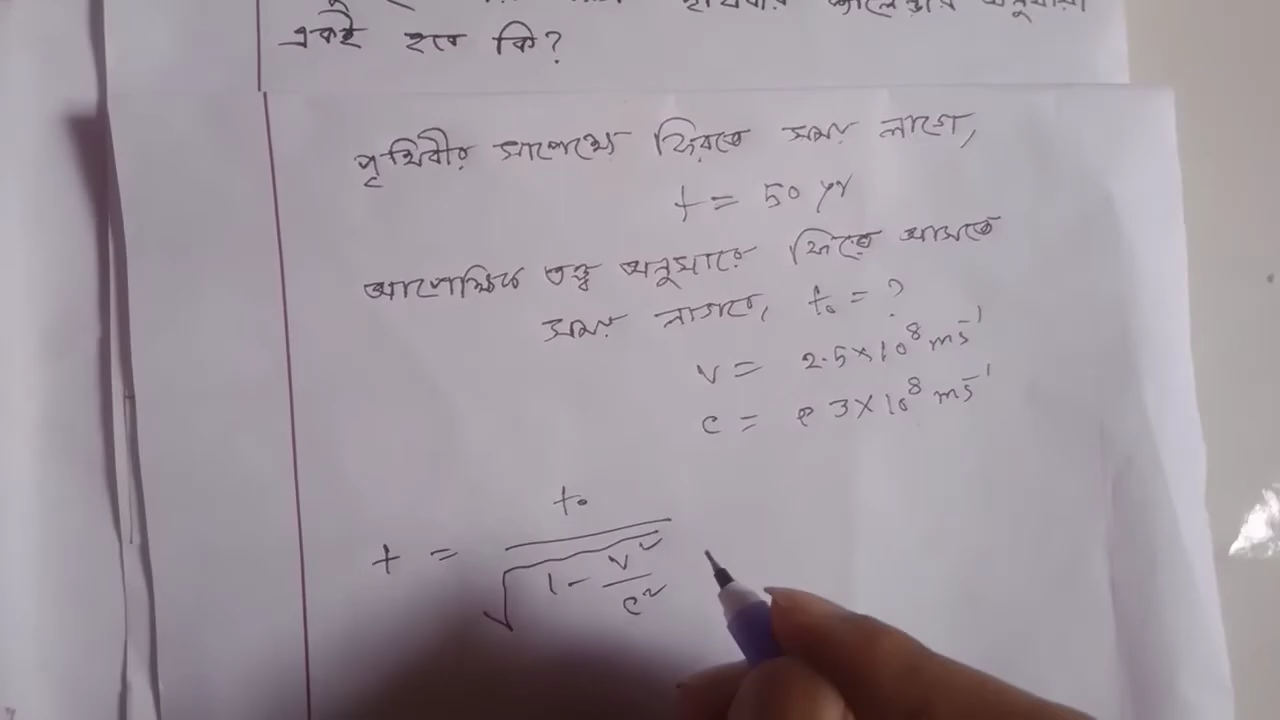 পৃথিবীর ক্যালেন্ডার অনুযায়ী
একই হবে কি?
পৃথিবীর সাপেক্ষে ফিরতে সময় লাগে,
t = 50 yr
আপেক্ষিক তত্ত্ব অনুসারে ফিরে আসতে
সময় লাগবে, t₀ = ?
v = 2.5×10⁸ ms⁻¹
c = 3×10⁸ ms⁻¹
t = t₀ / √(1 - v²/c²)